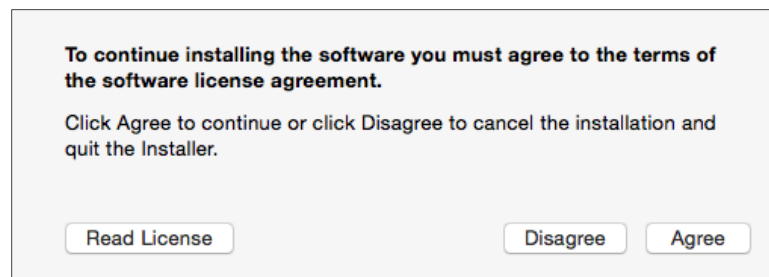 To continue installing the software you must agree to the terms of
the software license agreement.
Click Agree to continue or click Disagree to cancel the installation and
quit the Installer.
Read License
Disagree
Agree